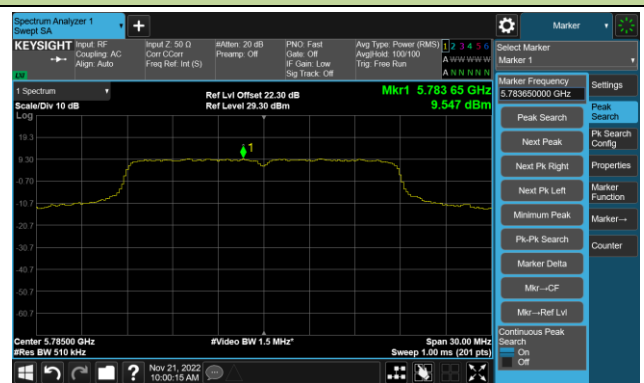 Spectrum Analyzer 1
Swept SA
Marker
KEYSIGHT
Input: RF
Coupling: AC
Align: Auto
Input Z: 50 Ω
Corr CCorr
Freq Ref: Int (S)
#Atten: 20 dB
Preamp: Off
PNO: Fast
Gate: Off
IF Gain: Low
Sig Track: Off
Avg Type: Power (RMS)
Avg|Hold: 100/100
Trig: Free Run
1 2 3 4 5 6
A W W W W W
A N N N N N
LV
Select Marker
Marker 1
1 Spectrum
Scale/Div 10 dB
Log
Ref Lvl Offset 22.30 dB
Ref Level 29.30 dBm
Mkr1 5.783 65 GHz
9.547 dBm
19.3
9.30
-0.70
-10.7
-20.7
-30.7
-40.7
-50.7
-60.7
1
Center 5.78500 GHz
#Res BW 510 kHz
#Video BW 1.5 MHz*
Span 30.00 MHz
Sweep 1.00 ms (201 pts)
Marker Frequency
5.783650000 GHz
Peak Search
Next Peak
Next Pk Right
Next Pk Left
Minimum Peak
Pk-Pk Search
Marker Delta
Mkr→CF
Mkr→Ref Lvl
Continuous Peak
Search
On
Off
Settings
Peak
Search
Pk Search
Config
Properties
Marker
Function
Marker→
Counter
Nov 21, 2022
10:00:15 AM